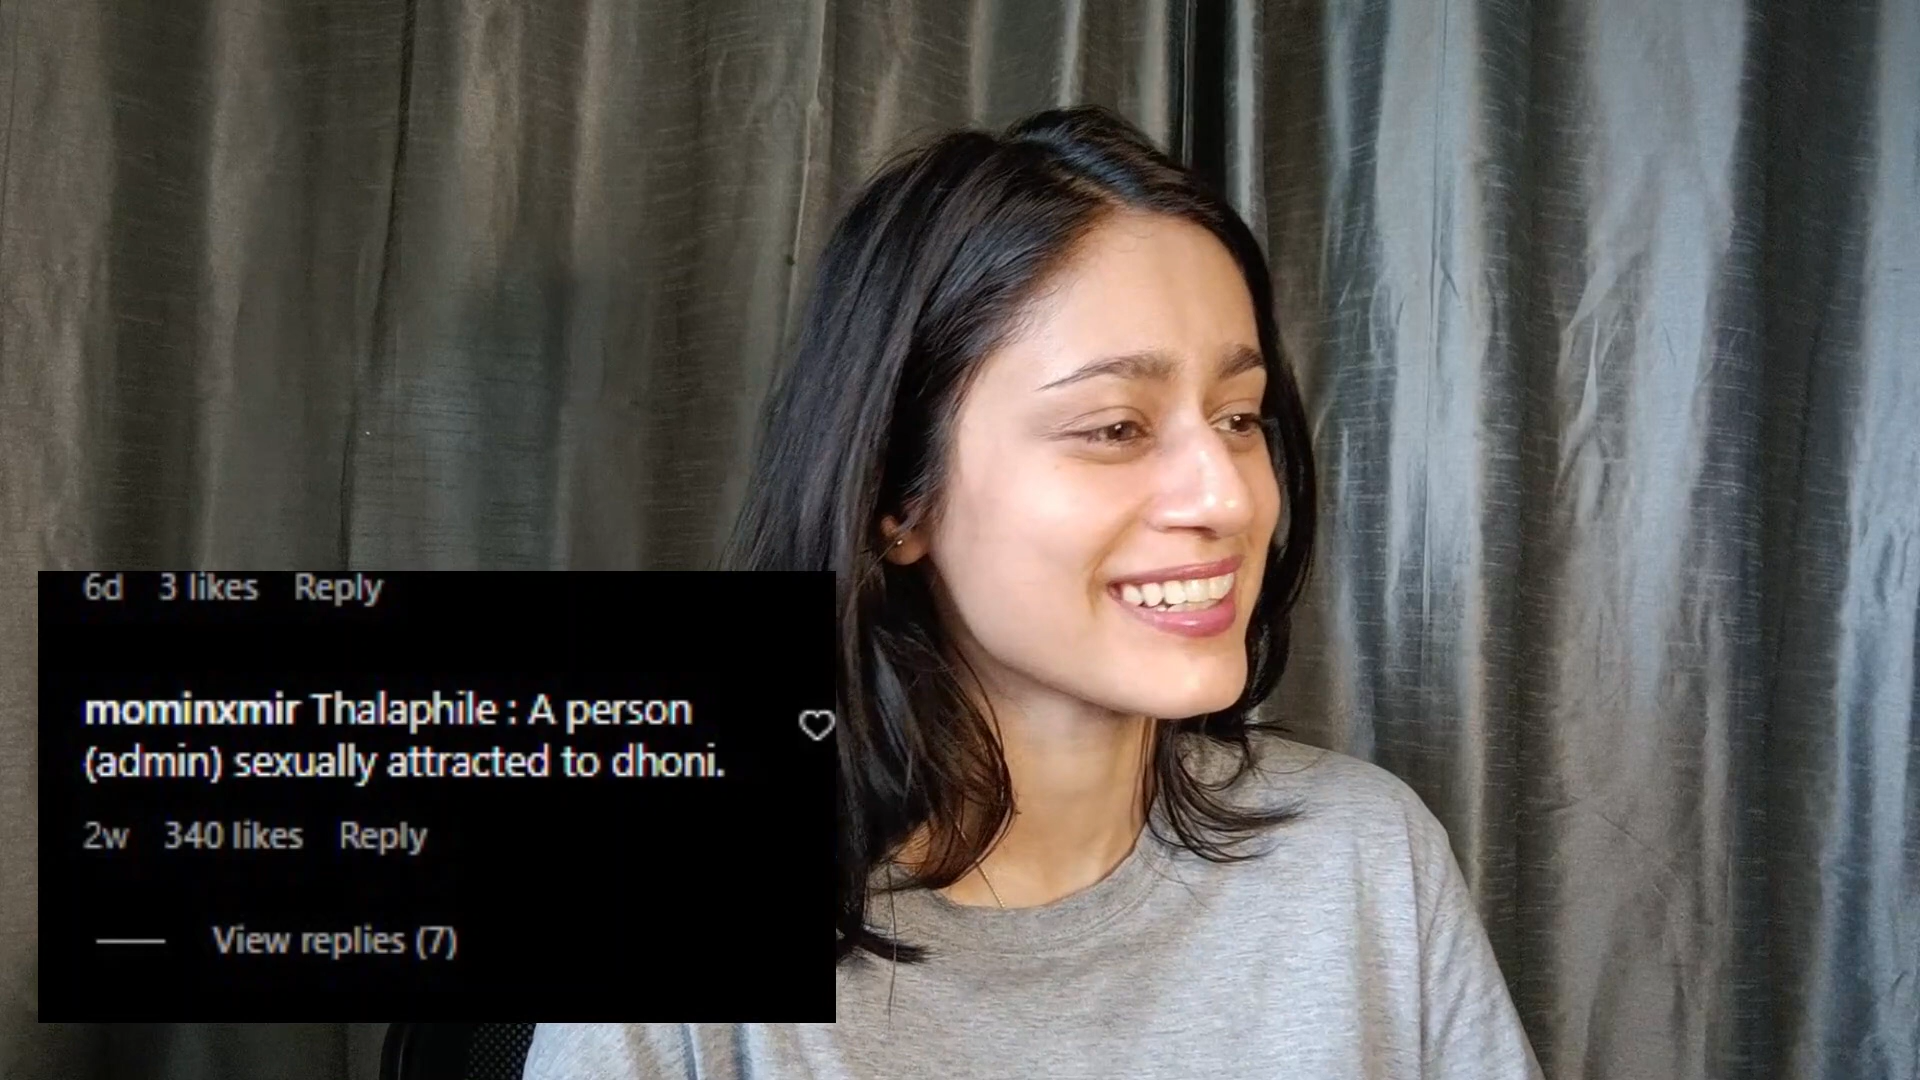 6d 3 likes Reply
mominxmir Thalaphile : A person
(admin) sexually attracted to dhoni.
2w 340 likes Reply
View replies (7)